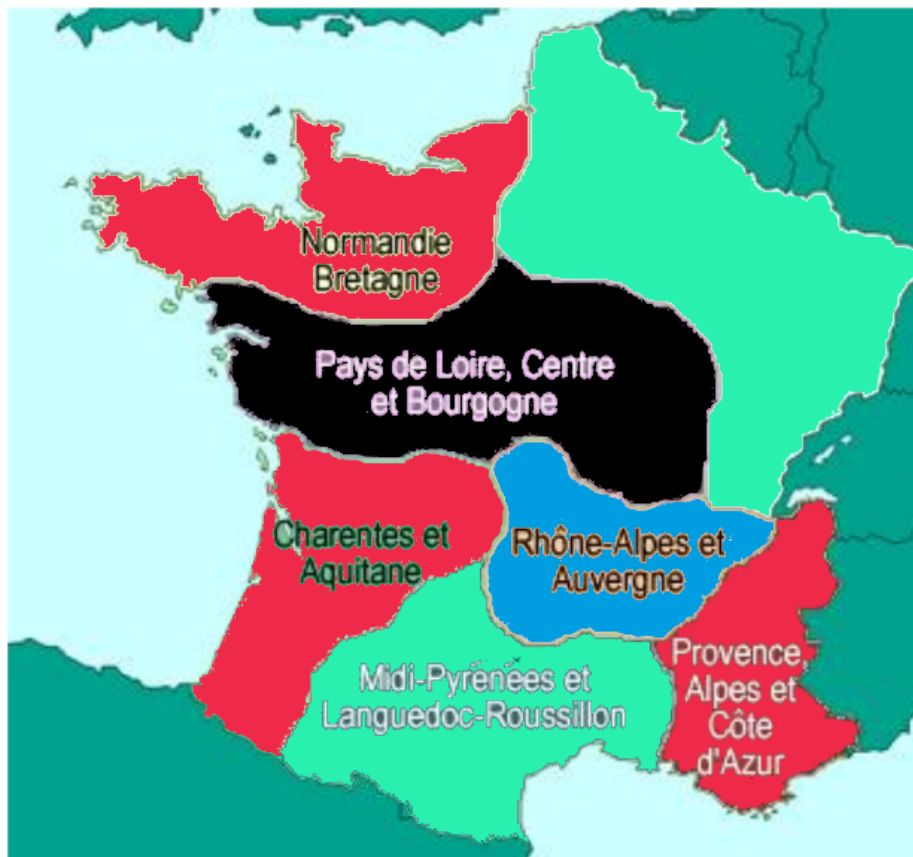 Normandie
Bretagne
Pays de Loire, Centre
et Bourgogne
Charentes et
Aquitane
Rhône-Alpes et
Auvergne
Midi-Pyrénées et
Languedoc-Roussillon
Provence,
Alpes et
Côte
d'Azur